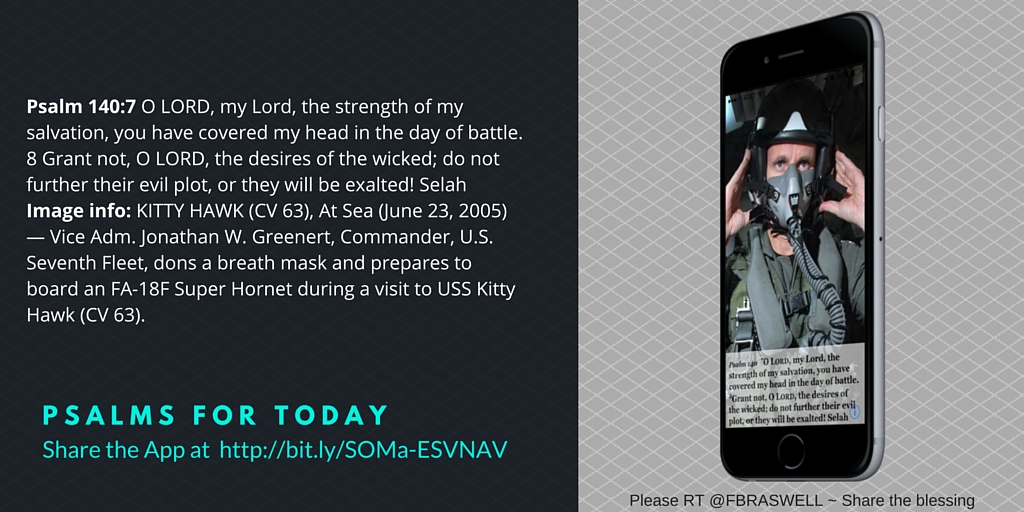 Psalm 140:7 O LORD, my Lord, the strength of my
salvation, you have covered my head in the day of battle.
8 Grant not, O LORD, the desires of the wicked; do not
further their evil plot, or they will be exalted! Selah
Image info: KITTY HAWK (CV 63), At Sea (June 23, 2005)
— Vice Adm. Jonathan W. Greenert, Commander, U.S.
Seventh Fleet, dons a breath mask and prepares to
board an FA-18F Super Hornet during a visit to USS Kitty
Hawk (CV 63).
PSALMS FOR TODAY
Share the App at http://bit.ly/SOMa-ESVNAV
Psalm 140 7O LORD, my Lord, the
strength of my salvation, you have
covered my head in the day of battle.
8Grant not, O LORD, the desires of
the wicked; do not further their evil
plot, or they will be exalted! Selah
Please RT @FBRASWELL ~ Share the blessing